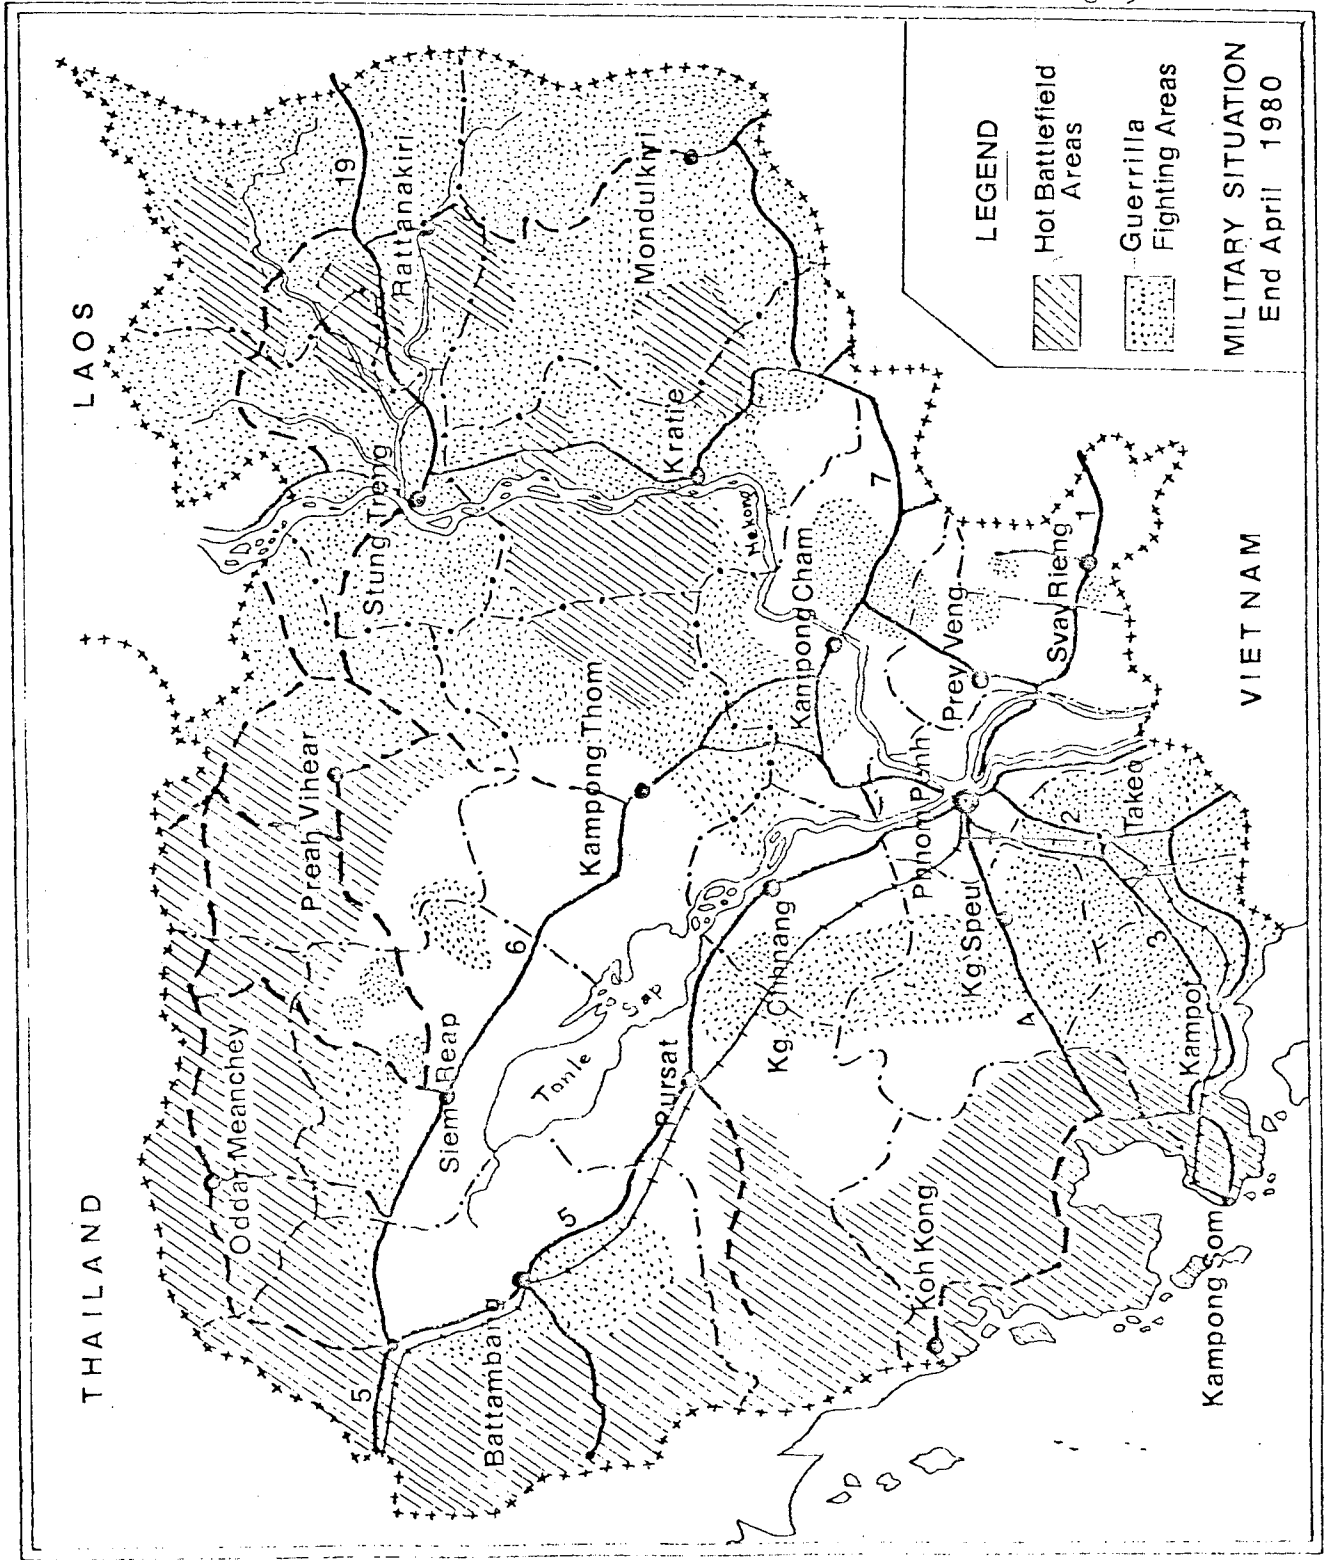 LAOS
THAILAND
VIET NAM
19
Rattanakiri
Mondulkiri
Stung Treng
Kratie
Mekong
7
Kampong Cham
Prey Veng
Svay Rieng
1
Preah Vihear
Kampong Thom
Oddar Meanchey
Siem Reap
6
Tonle
Sap
Phnom Penh
Kg. Chhnang
Kg Speu
2
Takeo
3
4
Kampot
Pursat
5
5
Battambang
Koh Kong
Kampong Som
LEGEND
Hot Battlefield
Areas
Guerrilla
Fighting Areas
MILITARY SITUATION
End April 1980